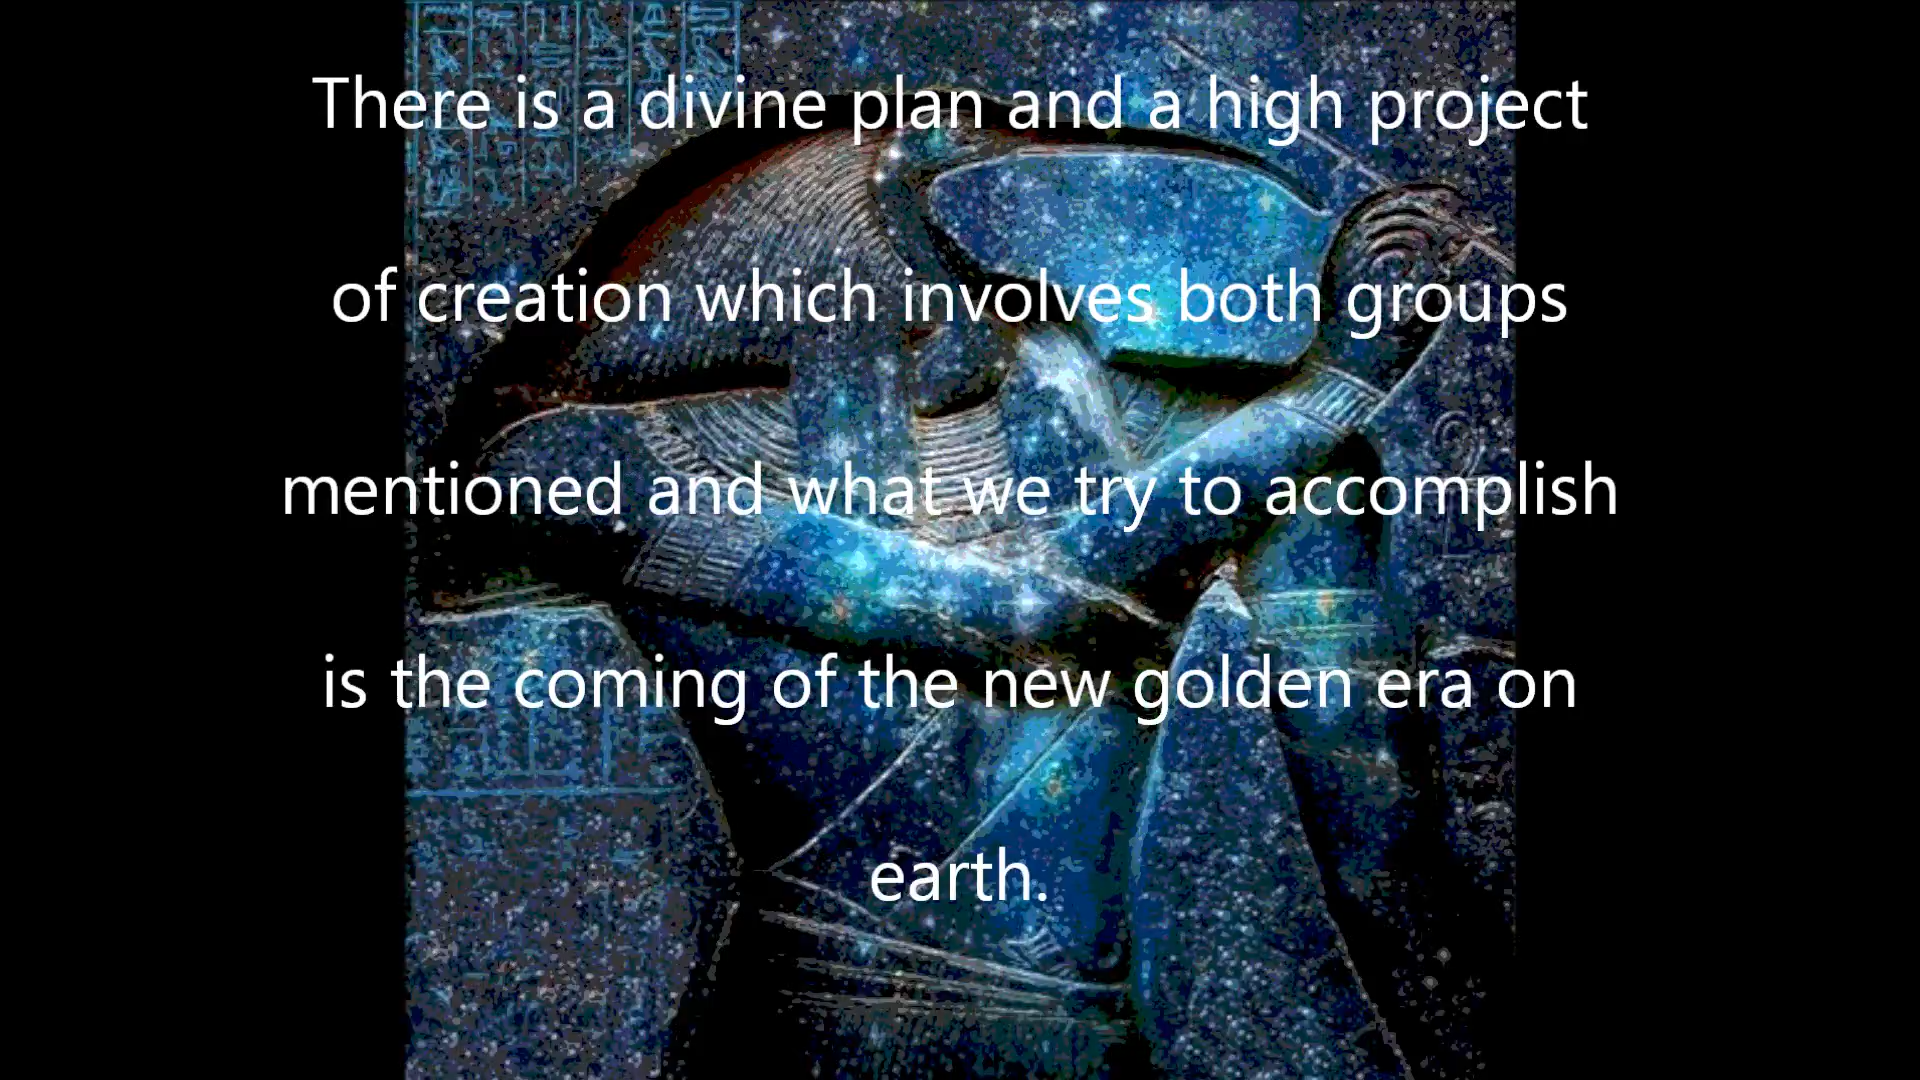 There is a divine plan and a high project
of creation which involves both groups
mentioned and what we try to accomplish
is the coming of the new golden era on
earth.